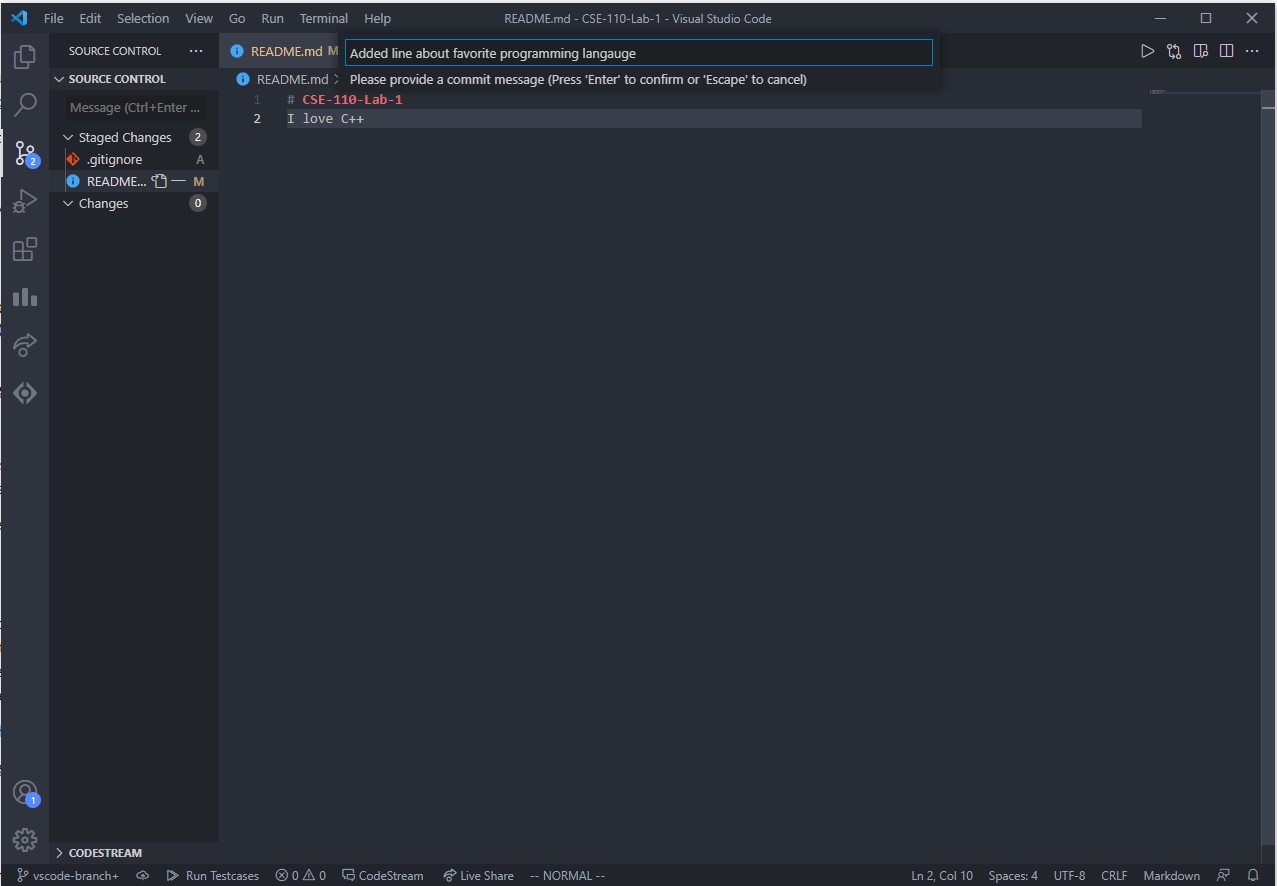 File Edit Selection View Go Run Terminal Help README.md - CSE-110-Lab-1 - Visual Studio Code
SOURCE CONTROL ··· README.md M Added line about favorite programming langauge ···
SOURCE CONTROL README.md > Please provide a commit message (Press 'Enter' to confirm or 'Escape' to cancel)
Message (Ctrl+Enter ... 1 # CSE-110-Lab-1
2 I love C++
Staged Changes 2
2 .gitignore A
README... M
Changes 0
1
CODESTREAM
vscode-branch+ Run Testcases 0 0 CodeStream Live Share -- NORMAL -- Ln 2, Col 10 Spaces: 4 UTF-8 CRLF Markdown